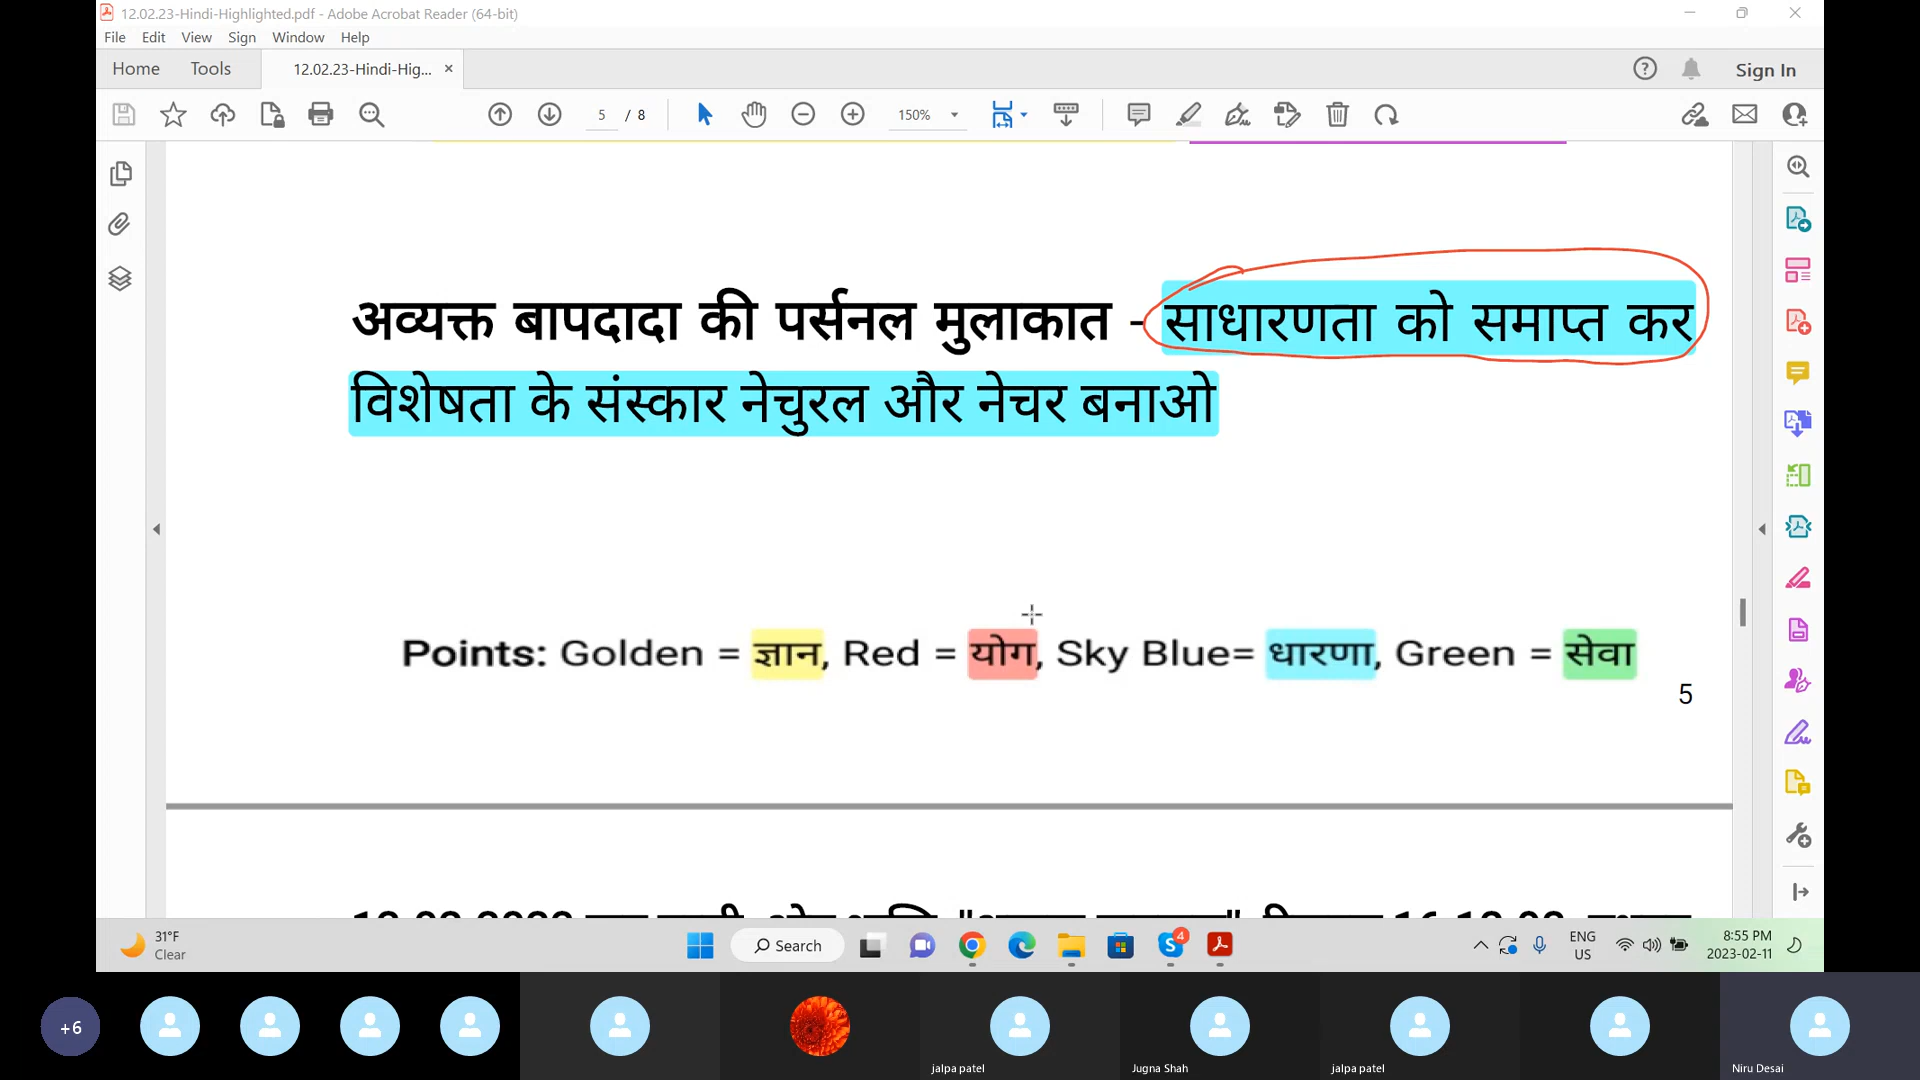 12.02.23-Hindi-Highlighted.pdf - Adobe Acrobat Reader (64-bit)
File Edit View Sign Window Help
Home Tools 12.02.23-Hindi-Hig... × Sign In
5 / 8 150%
अव्यक्त बापदादा की पर्सनल मुलाकात - साधारणता को समाप्त कर
विशेषता के संस्कार नेचुरल और नेचर बनाओ
Points: Golden = ज्ञान, Red = योग, Sky Blue= धारणा, Green = सेवा
5
31°F
Clear
Search
4
ENG
US
8:55 PM
2023-02-11
+6
jalpa patel
Jugna Shah
jalpa patel
Niru Desai